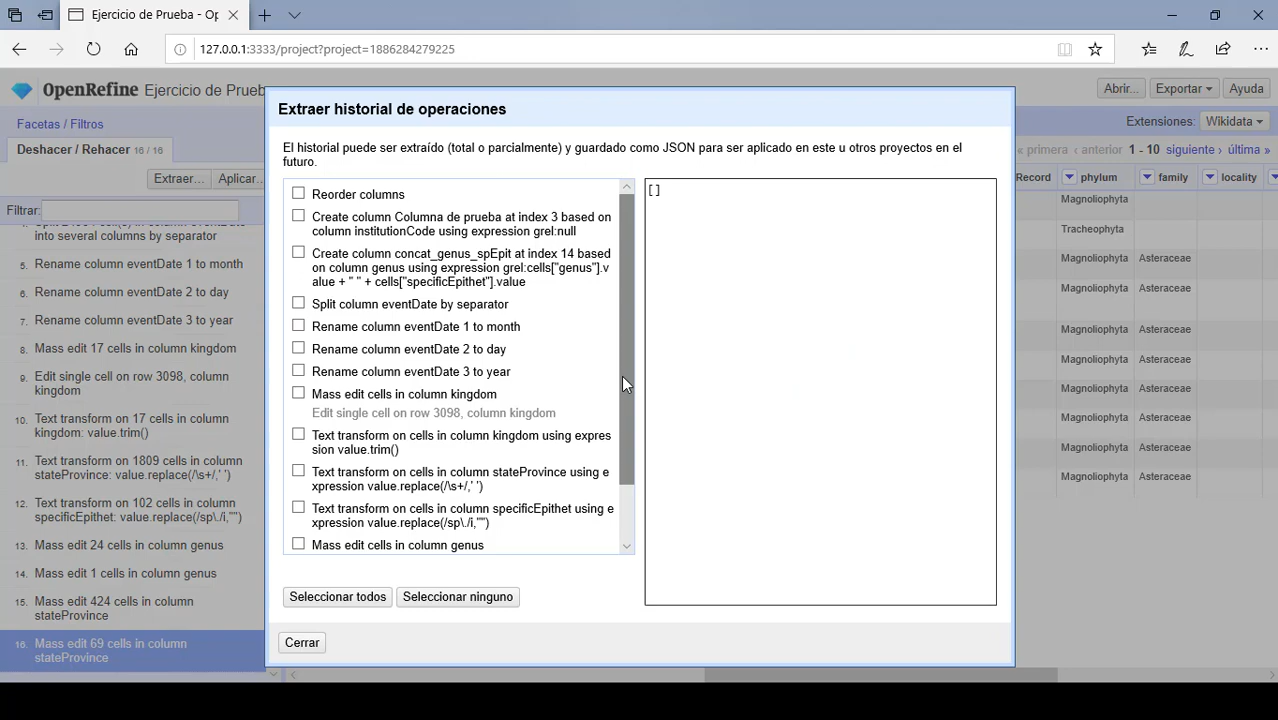 Ejercicio de Prueba - Op
127.0.0.1:3333/project?project=1886284279225
OpenRefine Ejercicio de Prueba
Abrir...
Exportar
Ayuda
Facetas / Filtros
Extensiones:
Wikidata
Deshacer / Rehacer 16 / 16
« primera ‹ anterior 1 - 10 siguiente › última »
Extraer...
Aplicar...
Record
phylum
family
locality
Filtrar:
into several columns by separator
5. Rename column eventDate 1 to month
6. Rename column eventDate 2 to day
7. Rename column eventDate 3 to year
8. Mass edit 17 cells in column kingdom
9. Edit single cell on row 3098, column
kingdom
10. Text transform on 17 cells in column
kingdom: value.trim()
11. Text transform on 1809 cells in column
stateProvince: value.replace(/\s+/,' ')
12. Text transform on 102 cells in column
specificEpithet: value.replace(/sp\./i,"")
13. Mass edit 24 cells in column genus
14. Mass edit 1 cells in column genus
15. Mass edit 424 cells in column
stateProvince
16. Mass edit 69 cells in column
stateProvince
Extraer historial de operaciones
El historial puede ser extraído (total o parcialmente) y guardado como JSON para ser aplicado en este u otros proyectos en el
futuro.
Reorder columns
Create column Columna de prueba at index 3 based on
column institutionCode using expression grel:null
Create column concat_genus_spEpit at index 14 based
on column genus using expression grel:cells["genus"].v
alue + " " + cells["specificEpithet"].value
Split column eventDate by separator
Rename column eventDate 1 to month
Rename column eventDate 2 to day
Rename column eventDate 3 to year
Mass edit cells in column kingdom
Edit single cell on row 3098, column kingdom
Text transform on cells in column kingdom using expres
sion value.trim()
Text transform on cells in column stateProvince using e
xpression value.replace(/\s+/,' ')
Text transform on cells in column specificEpithet using e
xpression value.replace(/sp\./i,"")
Mass edit cells in column genus
[]
Seleccionar todos
Seleccionar ninguno
Cerrar
Magnoliophyta
Tracheophyta
Magnoliophyta Asteraceae
Magnoliophyta Asteraceae
Magnoliophyta Asteraceae
Magnoliophyta Asteraceae
Magnoliophyta Asteraceae
Magnoliophyta Asteraceae
Magnoliophyta Asteraceae
Magnoliophyta Asteraceae